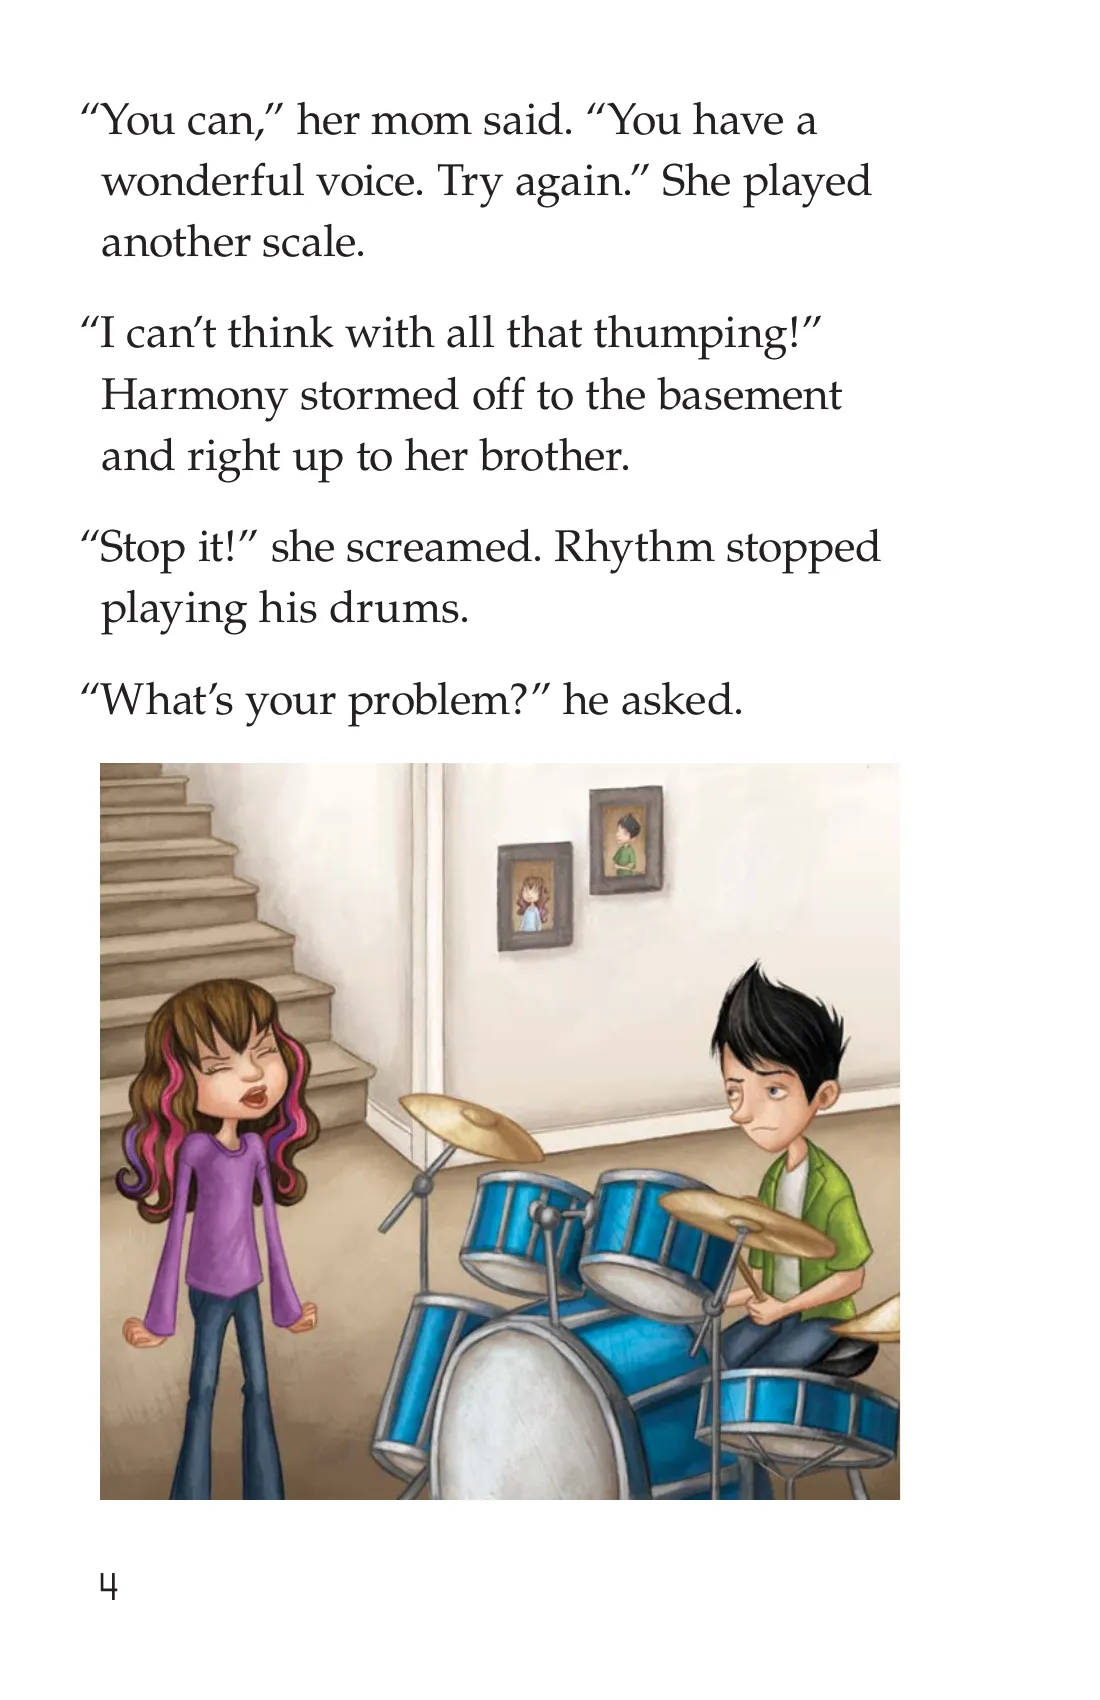 “You can,” her mom said. “You have a
wonderful voice. Try again.” She played
another scale.
“I can’t think with all that thumping!”
Harmony stormed off to the basement
and right up to her brother.
“Stop it!” she screamed. Rhythm stopped
playing his drums.
“What’s your problem?” he asked.
4